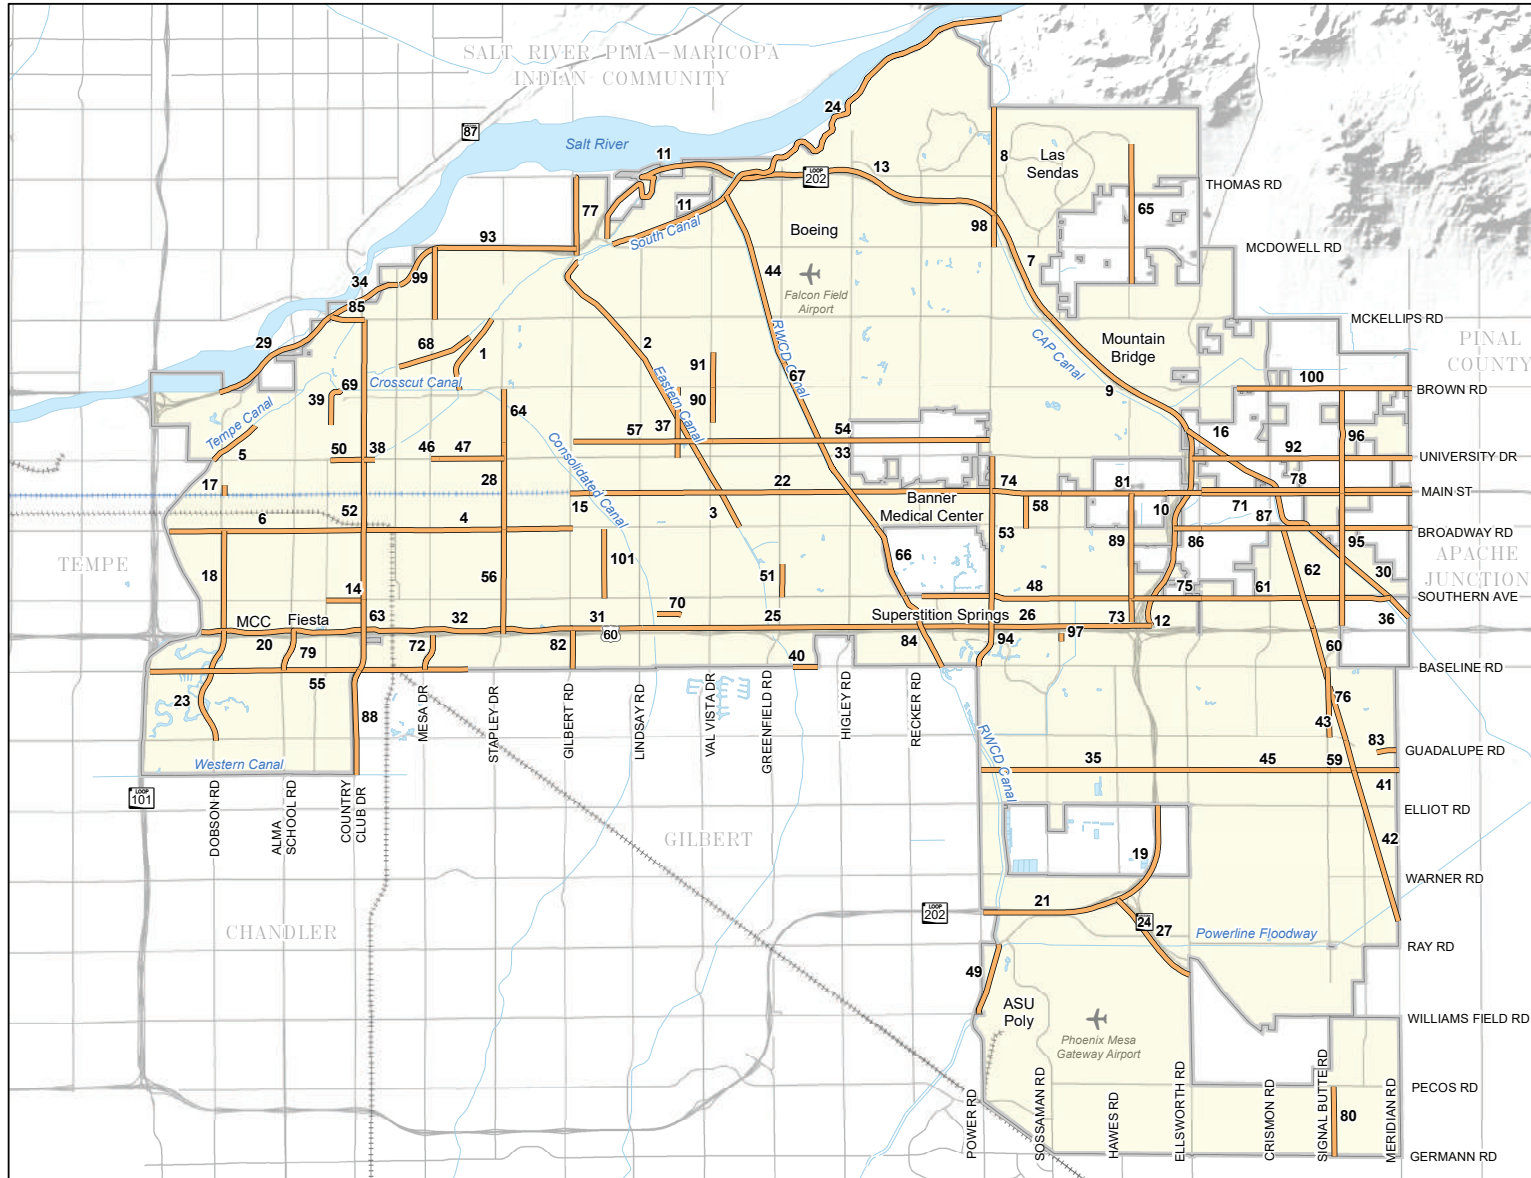 SALT RIVER PIMA-MARICOPA
INDIAN COMMUNITY
87
Salt River
24
11
13
8
Las
Sendas
LOOP
202
THOMAS RD
65
77
11
South Canal
Boeing
98
93
MCDOWELL RD
7
44
99
34
85
Falcon Field
Airport
MCKELLIPS RD
PINAL
COUNTY
29
68
1
2
RWCD Canal
CAP Canal
Mountain
Bridge
91
67
69
Crosscut Canal
Eastern Canal
9
100
BROWN RD
39
64
90
Tempe Canal
57
37
54
16
96
5
50
38
46
47
Consolidated Canal
33
92
UNIVERSITY DR
17
28
22
74
81
78
MAIN ST
15
Banner
Medical Center
58
10
71
87
52
3
6
4
53
89
86
BROADWAY RD
95
APACHE
JUNCTION
TEMPE
101
66
18
56
51
62
30
14
48
75
61
SOUTHERN AVE
MCC
Fiesta
63
32
31
70
25
Superstition Springs
26
73
12
36
60
20
79
72
82
40
84
94
97
60
BASELINE RD
55
23
88
MESA DR
STAPLEY DR
GILBERT RD
LINDSAY RD
VAL VISTA DR
GREENFIELD RD
HIGLEY RD
RECKER RD
RWCD Canal
76
43
83
GUADALUPE RD
Western Canal
35
45
59
41
LOOP
101
DOBSON RD
ALMA
SCHOOL RD
COUNTRY
CLUB DR
GILBERT
ELLIOT RD
42
19
WARNER RD
21
LOOP
202
24
27
Powerline Floodway
CHANDLER
RAY RD
49
ASU
Poly
WILLIAMS FIELD RD
Phoenix Mesa
Gateway Airport
PECOS RD
POWER RD
SOSSAMAN RD
HAWES RD
ELLSWORTH RD
CRISMON RD
SIGNAL BUTTE RD
80
MERIDIAN RD
GERMANN RD